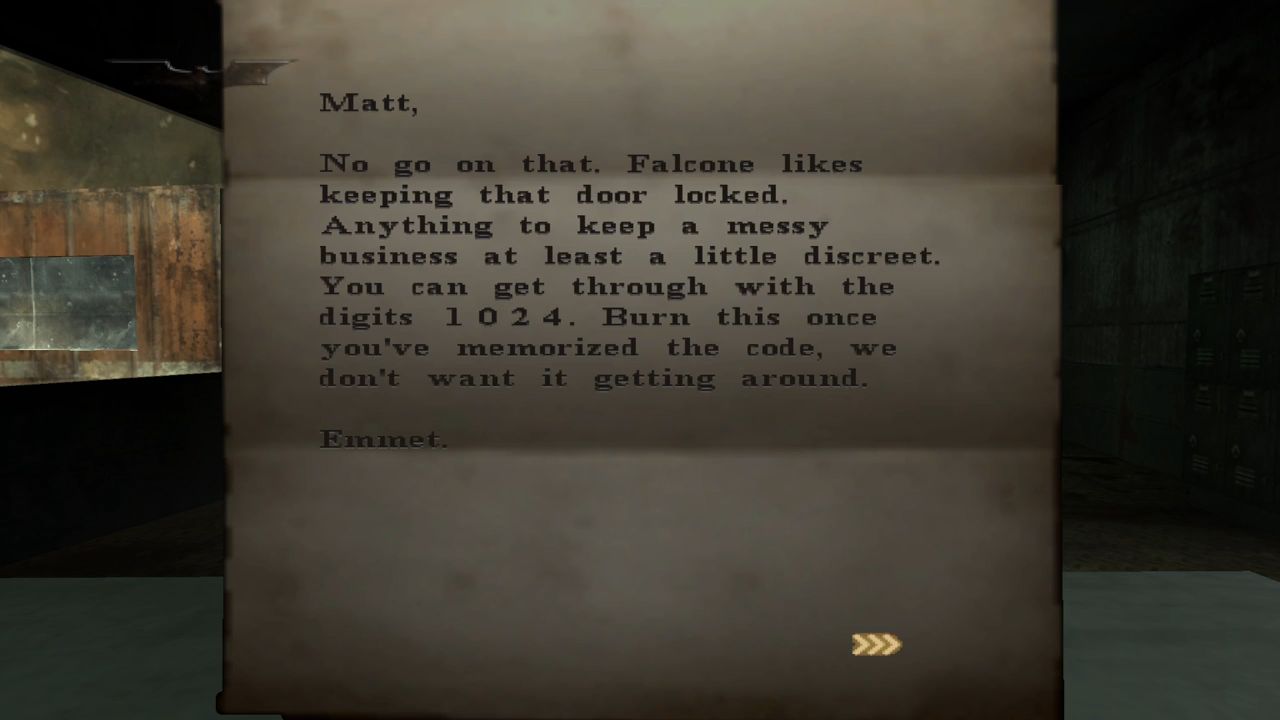 Matt,
No go on that. Falcone likes
keeping that door locked.
Anything to keep a messy
business at least a little discreet.
You can get through with the
digits 1 0 2 4. Burn this once
you've memorized the code, we
don't want it getting around.
Emmet.